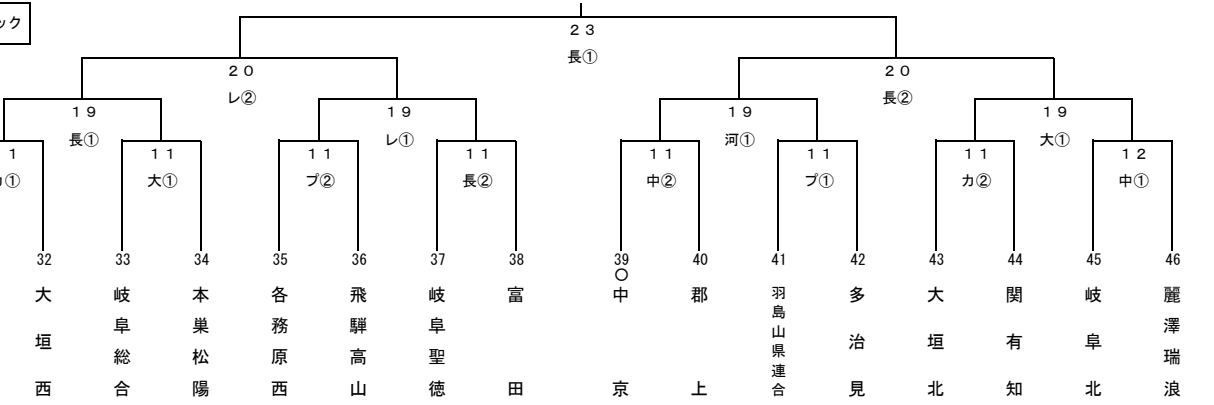 ック
２３
長①
２０
レ②
２０
長②
１９
長①
１９
レ①
１９
河①
１９
大①
１
①
１１
大①
１１
プ②
１１
長②
１１
中②
１１
プ①
１１
カ②
１２
中①
32
33
34
35
36
37
38
39
40
41
42
43
44
45
46
○
大垣西
岐阜総合
本巣松陽
各務原西
飛騨高山
岐阜聖徳
富田
中京
郡上
羽島山県連合
多治見
大垣北
関有知
岐阜北
麗澤瑞浪